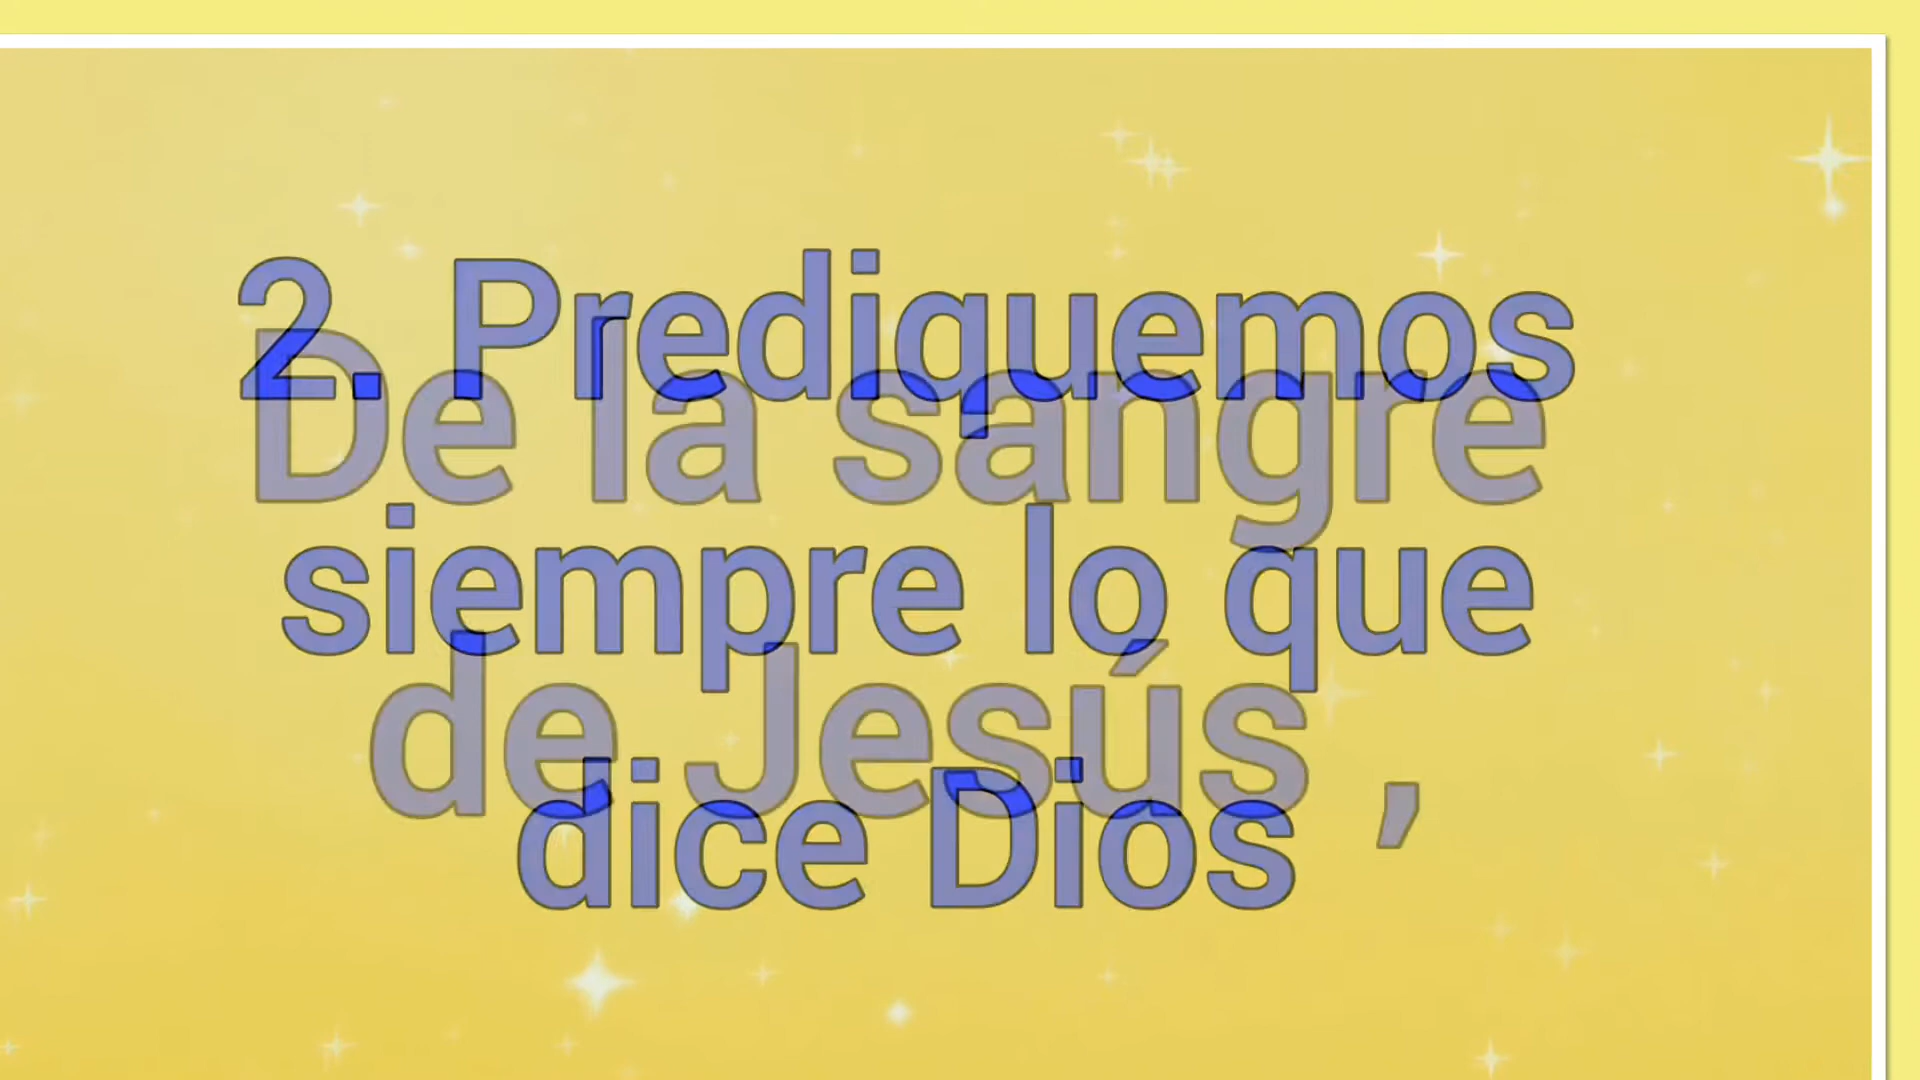 2. Prediquemos
siempre lo que
dice Dios
De la sangre
de Jesús ,